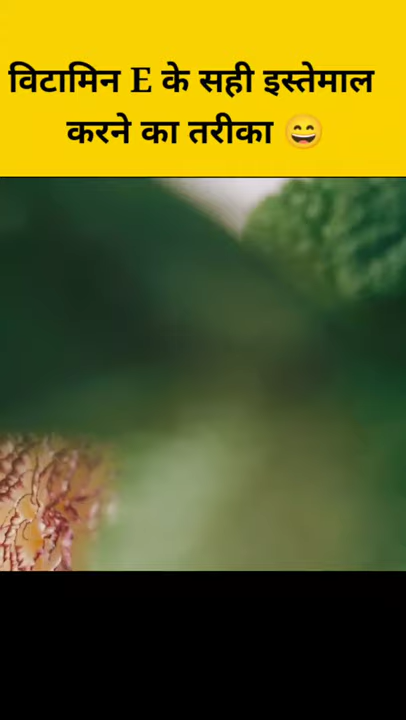 विटामिन E के सही इस्तेमाल
करने का तरीका 😄